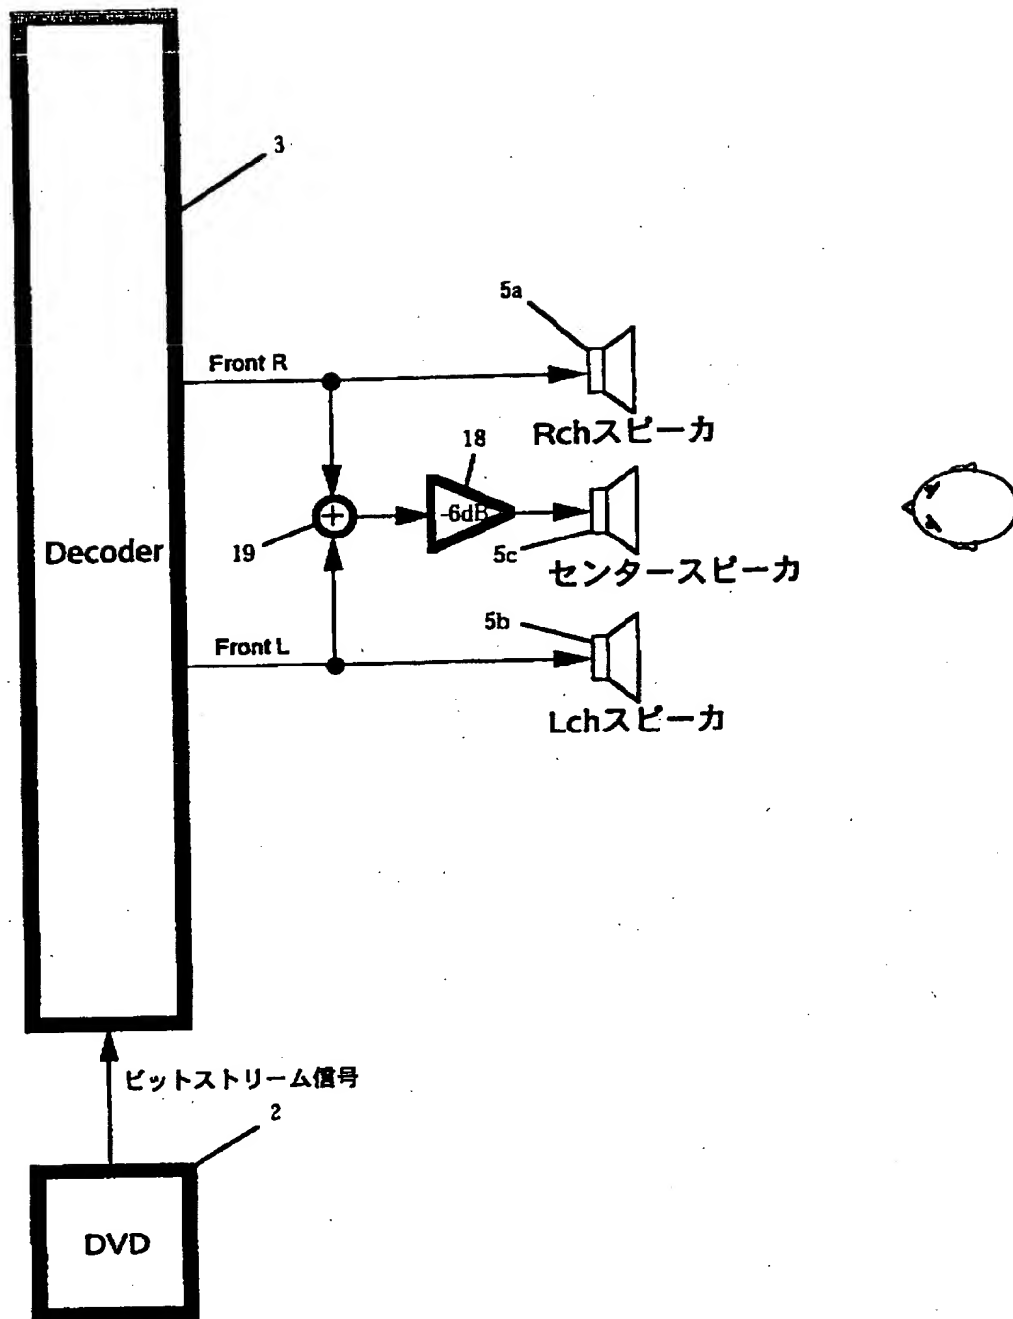 3
5a
Front R
Rchスピーカ
18
-6dB
19
Decoder
5c
センタースピーカ
5b
Front L
Lchスピーカ
ビットストリーム信号
2
DVD